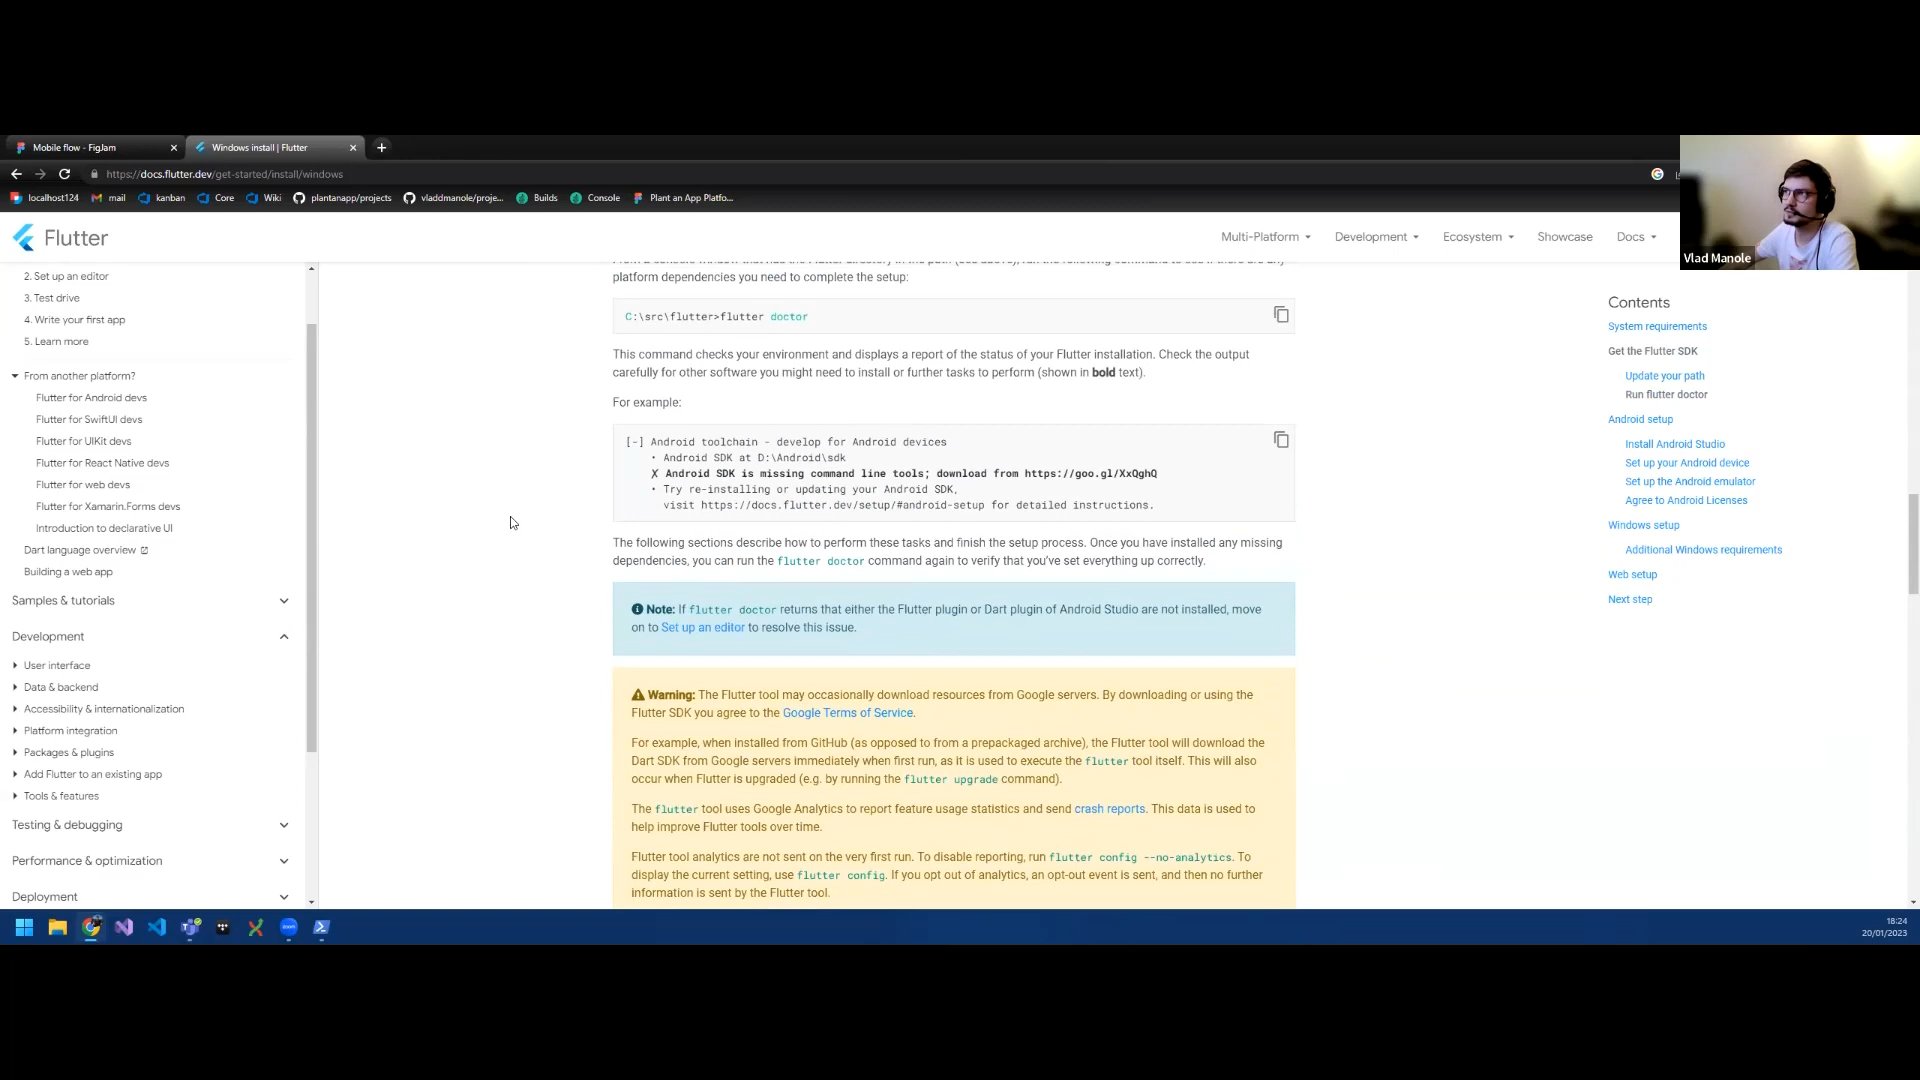 Mobile flow - FigJam
Windows install | Flutter
https://docs.flutter.dev/get-started/install/windows
localhost124
mail
kanban
Core
Wiki
plantanapp/projects
vladdmanole/proje...
Builds
Console
Plant an App Platfo...
Flutter
Multi-Platform
Development
Ecosystem
Showcase
Docs
Vlad Manole
2. Set up an editor
3. Test drive
4. Write your first app
5. Learn more
From another platform?
Flutter for Android devs
Flutter for SwiftUI devs
Flutter for UIKit devs
Flutter for React Native devs
Flutter for web devs
Flutter for Xamarin.Forms devs
Introduction to declarative UI
Dart language overview
Building a web app
Samples & tutorials
Development
User interface
Data & backend
Accessibility & internationalization
Platform integration
Packages & plugins
Add Flutter to an existing app
Tools & features
Testing & debugging
Performance & optimization
Deployment
platform dependencies you need to complete the setup:
C:\src\flutter>flutter doctor
This command checks your environment and displays a report of the status of your Flutter installation. Check the output
carefully for other software you might need to install or further tasks to perform (shown in bold text).
For example:
[-] Android toolchain - develop for Android devices
• Android SDK at D:\Android\sdk
✗ Android SDK is missing command line tools; download from https://goo.gl/XxQghQ
• Try re-installing or updating your Android SDK,
visit https://docs.flutter.dev/setup/#android-setup for detailed instructions.
The following sections describe how to perform these tasks and finish the setup process. Once you have installed any missing
dependencies, you can run the flutter doctor command again to verify that you've set everything up correctly.
Note: If flutter doctor returns that either the Flutter plugin or Dart plugin of Android Studio are not installed, move
on to Set up an editor to resolve this issue.
Warning: The Flutter tool may occasionally download resources from Google servers. By downloading or using the
Flutter SDK you agree to the Google Terms of Service.
For example, when installed from GitHub (as opposed to from a prepackaged archive), the Flutter tool will download the
Dart SDK from Google servers immediately when first run, as it is used to execute the flutter tool itself. This will also
occur when Flutter is upgraded (e.g. by running the flutter upgrade command).
The flutter tool uses Google Analytics to report feature usage statistics and send crash reports. This data is used to
help improve Flutter tools over time.
Flutter tool analytics are not sent on the very first run. To disable reporting, run flutter config --no-analytics. To
display the current setting, use flutter config. If you opt out of analytics, an opt-out event is sent, and then no further
information is sent by the Flutter tool.
Contents
System requirements
Get the Flutter SDK
Update your path
Run flutter doctor
Android setup
Install Android Studio
Set up your Android device
Set up the Android emulator
Agree to Android Licenses
Windows setup
Additional Windows requirements
Web setup
Next step
18:24
20/01/2023